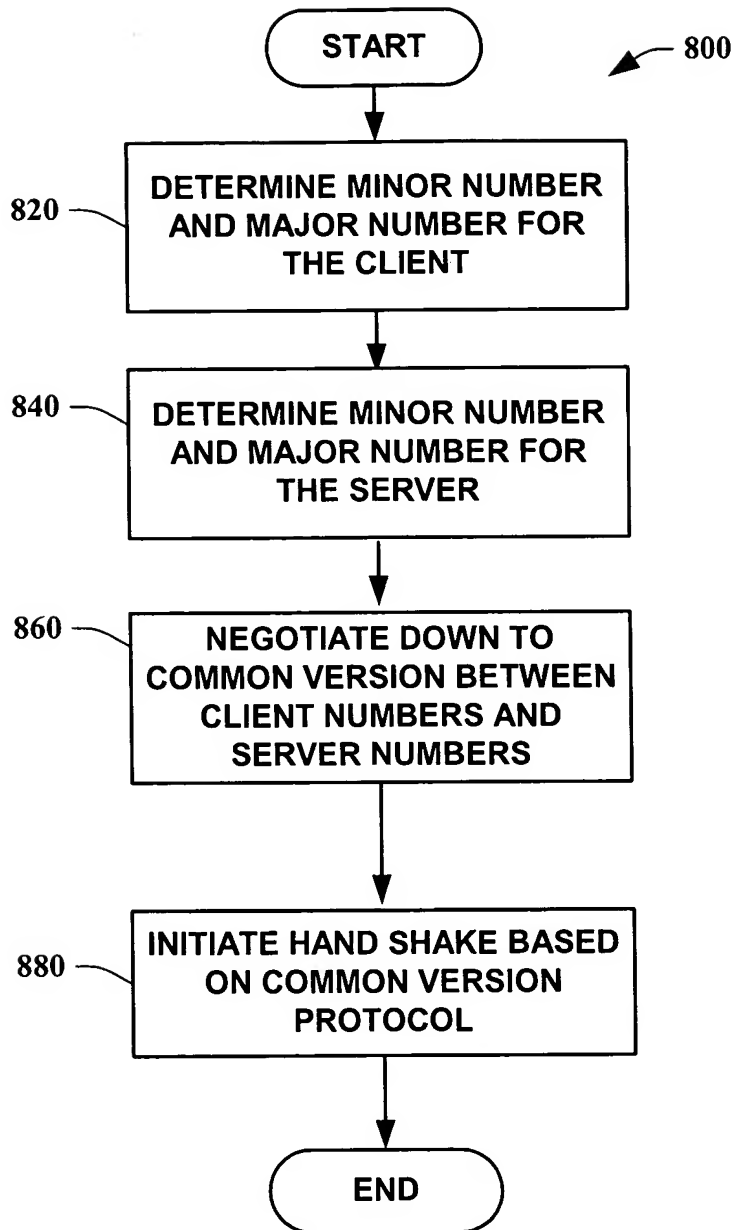 START
800
820
DETERMINE MINOR NUMBER
AND MAJOR NUMBER FOR
THE CLIENT
840
DETERMINE MINOR NUMBER
AND MAJOR NUMBER FOR
THE SERVER
860
NEGOTIATE DOWN TO
COMMON VERSION BETWEEN
CLIENT NUMBERS AND
SERVER NUMBERS
880
INITIATE HAND SHAKE BASED
ON COMMON VERSION
PROTOCOL
END